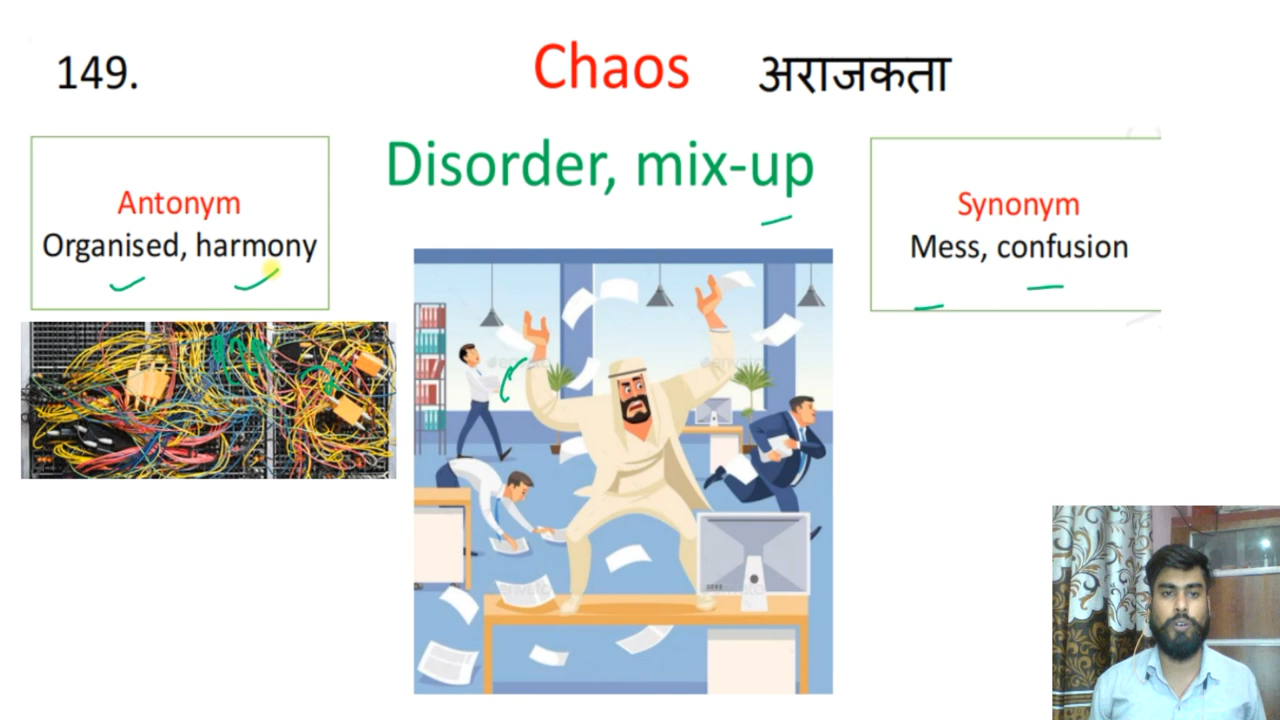 149.
Chaos अराजकता
Disorder, mix-up
Antonym
Organised, harmony
Synonym
Mess, confusion